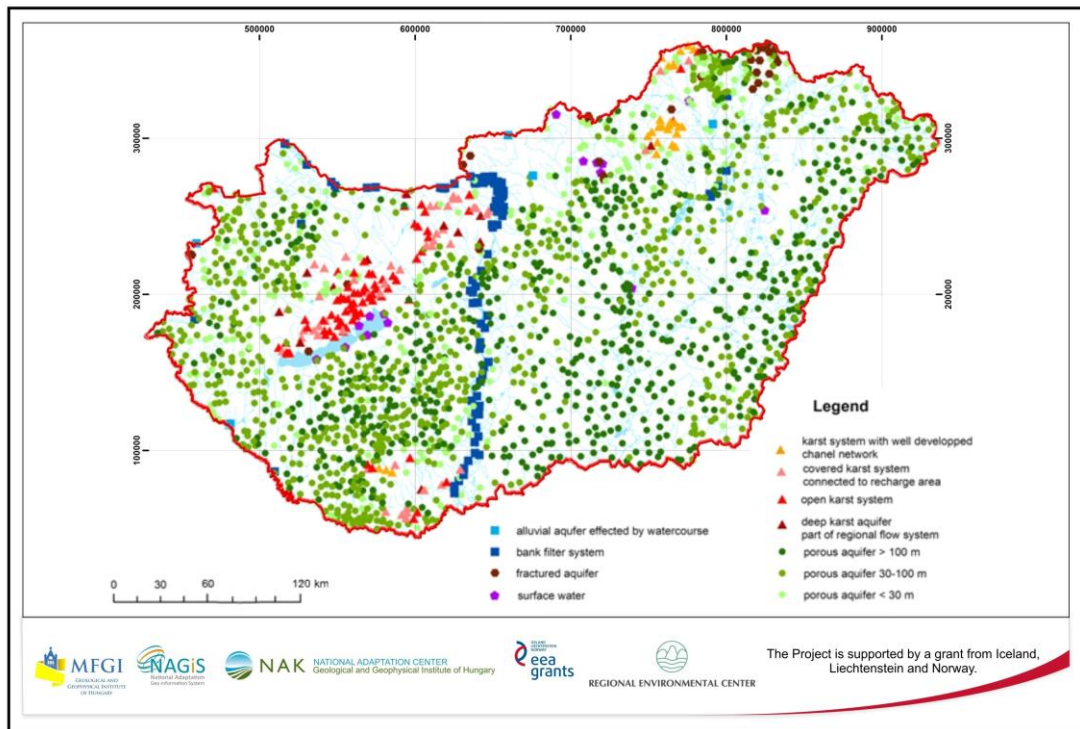 500000
600000
700000
800000
900000
300000
300000
200000
200000
100000
100000
Legend
karst system with well developped
chanel network
covered karst system
connected to recharge area
open karst system
deep karst aquifer
part of regional flow system
porous aquifer > 100 m
porous aquifer 30-100 m
porous aquifer < 30 m
alluvial aqufer effected by watercourse
bank filter system
fractured aquifer
surface water
0 30 60 120 km
MFGI
GEOLOGICAL AND
GEOPHYSICAL INSTITUTE
OF HUNGARY
NAGiS
National Adaptation
Geo-information System
NAK
NATIONAL ADAPTATION CENTER
Geological and Geophysical Institute of Hungary
ICELAND
LIECHTENSTEIN
NORWAY
eea
grants
REGIONAL ENVIRONMENTAL CENTER
The Project is supported by a grant from Iceland,
Liechtenstein and Norway.